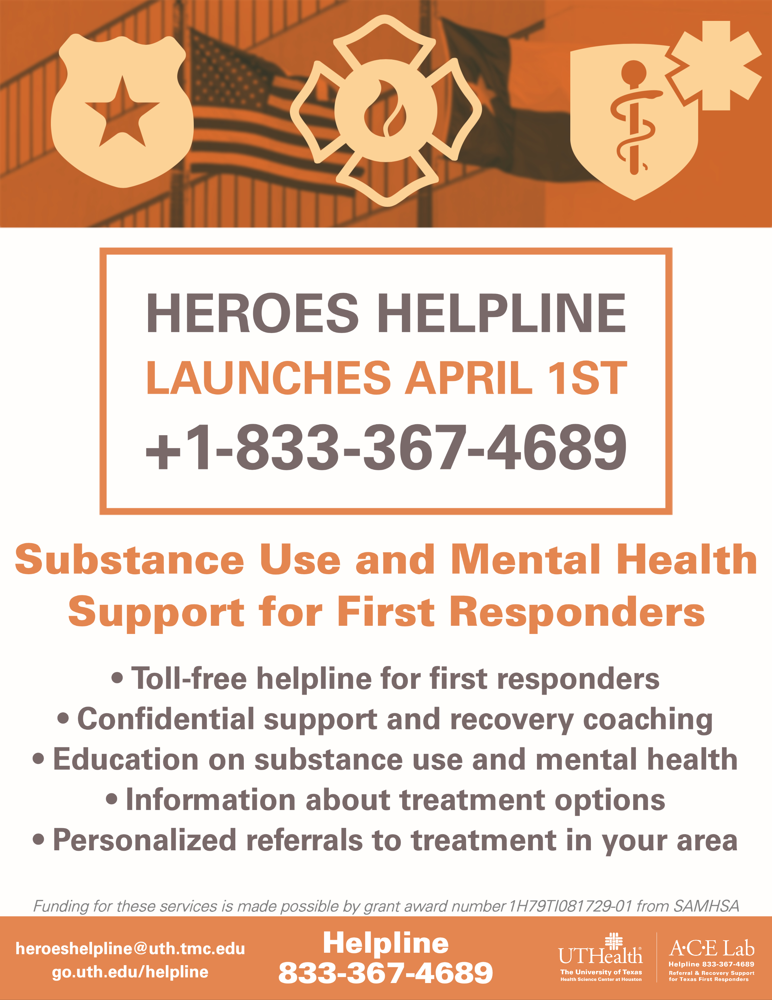 HEROES HELPLINE
LAUNCHES APRIL 1ST
+1-833-367-4689
Substance Use and Mental Health
Support for First Responders
• Toll-free helpline for first responders
• Confidential support and recovery coaching
• Education on substance use and mental health
• Information about treatment options
• Personalized referrals to treatment in your area
Funding for these services is made possible by grant award number 1H79TI081729-01 from SAMHSA
heroeshelpline@uth.tmc.edu
go.uth.edu/helpline
Helpline
833-367-4689
UTHealth®
The University of Texas
Health Science Center at Houston
A·C·E Lab
Helpline 833-367-4689
Referral & Recovery Support
for Texas First Responders